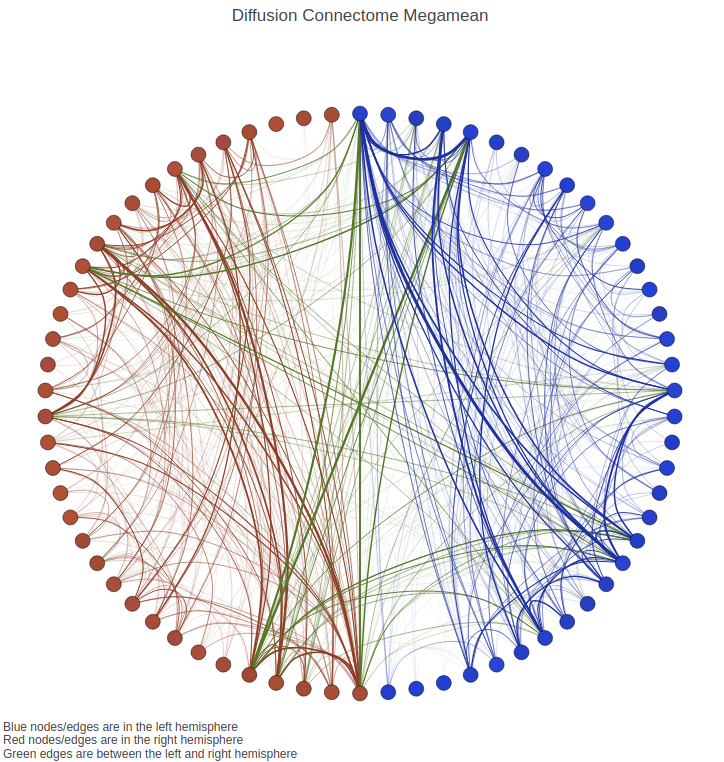 Diffusion Connectome Megamean
Blue nodes/edges are in the left hemisphere
Red nodes/edges are in the right hemisphere
Green edges are between the left and right hemisphere